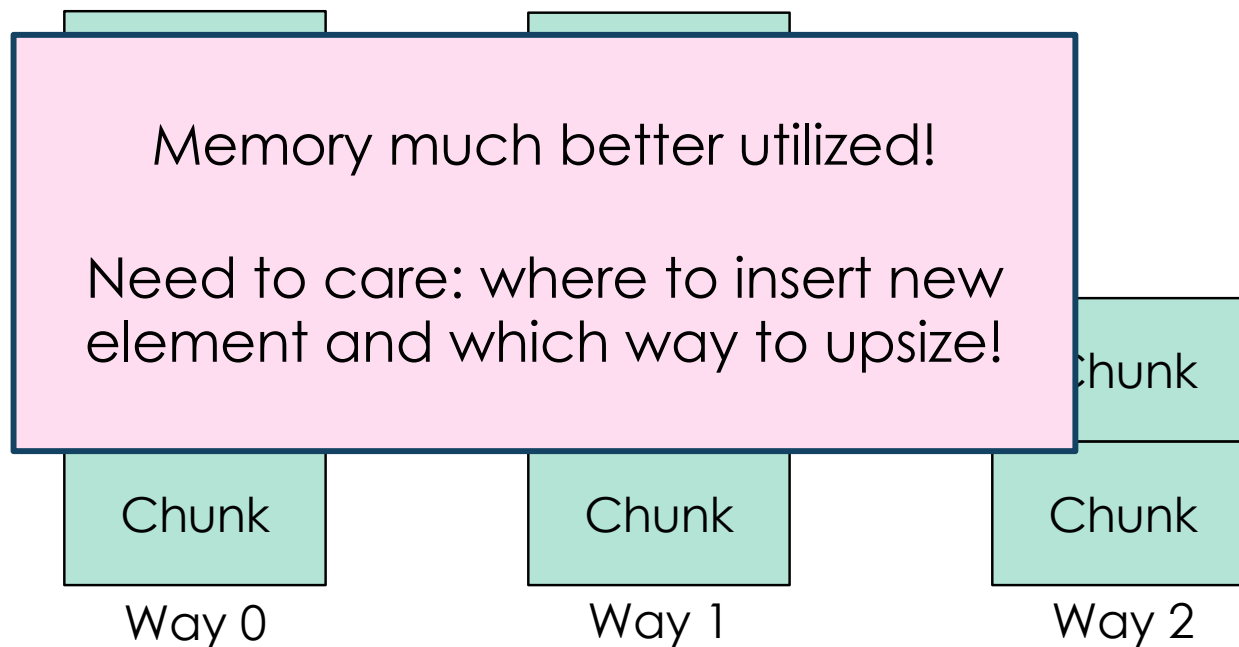 Memory much better utilized!
Need to care: where to insert new
element and which way to upsize!
Chunk
Chunk
Chunk
Chunk
Way 0
Way 1
Way 2